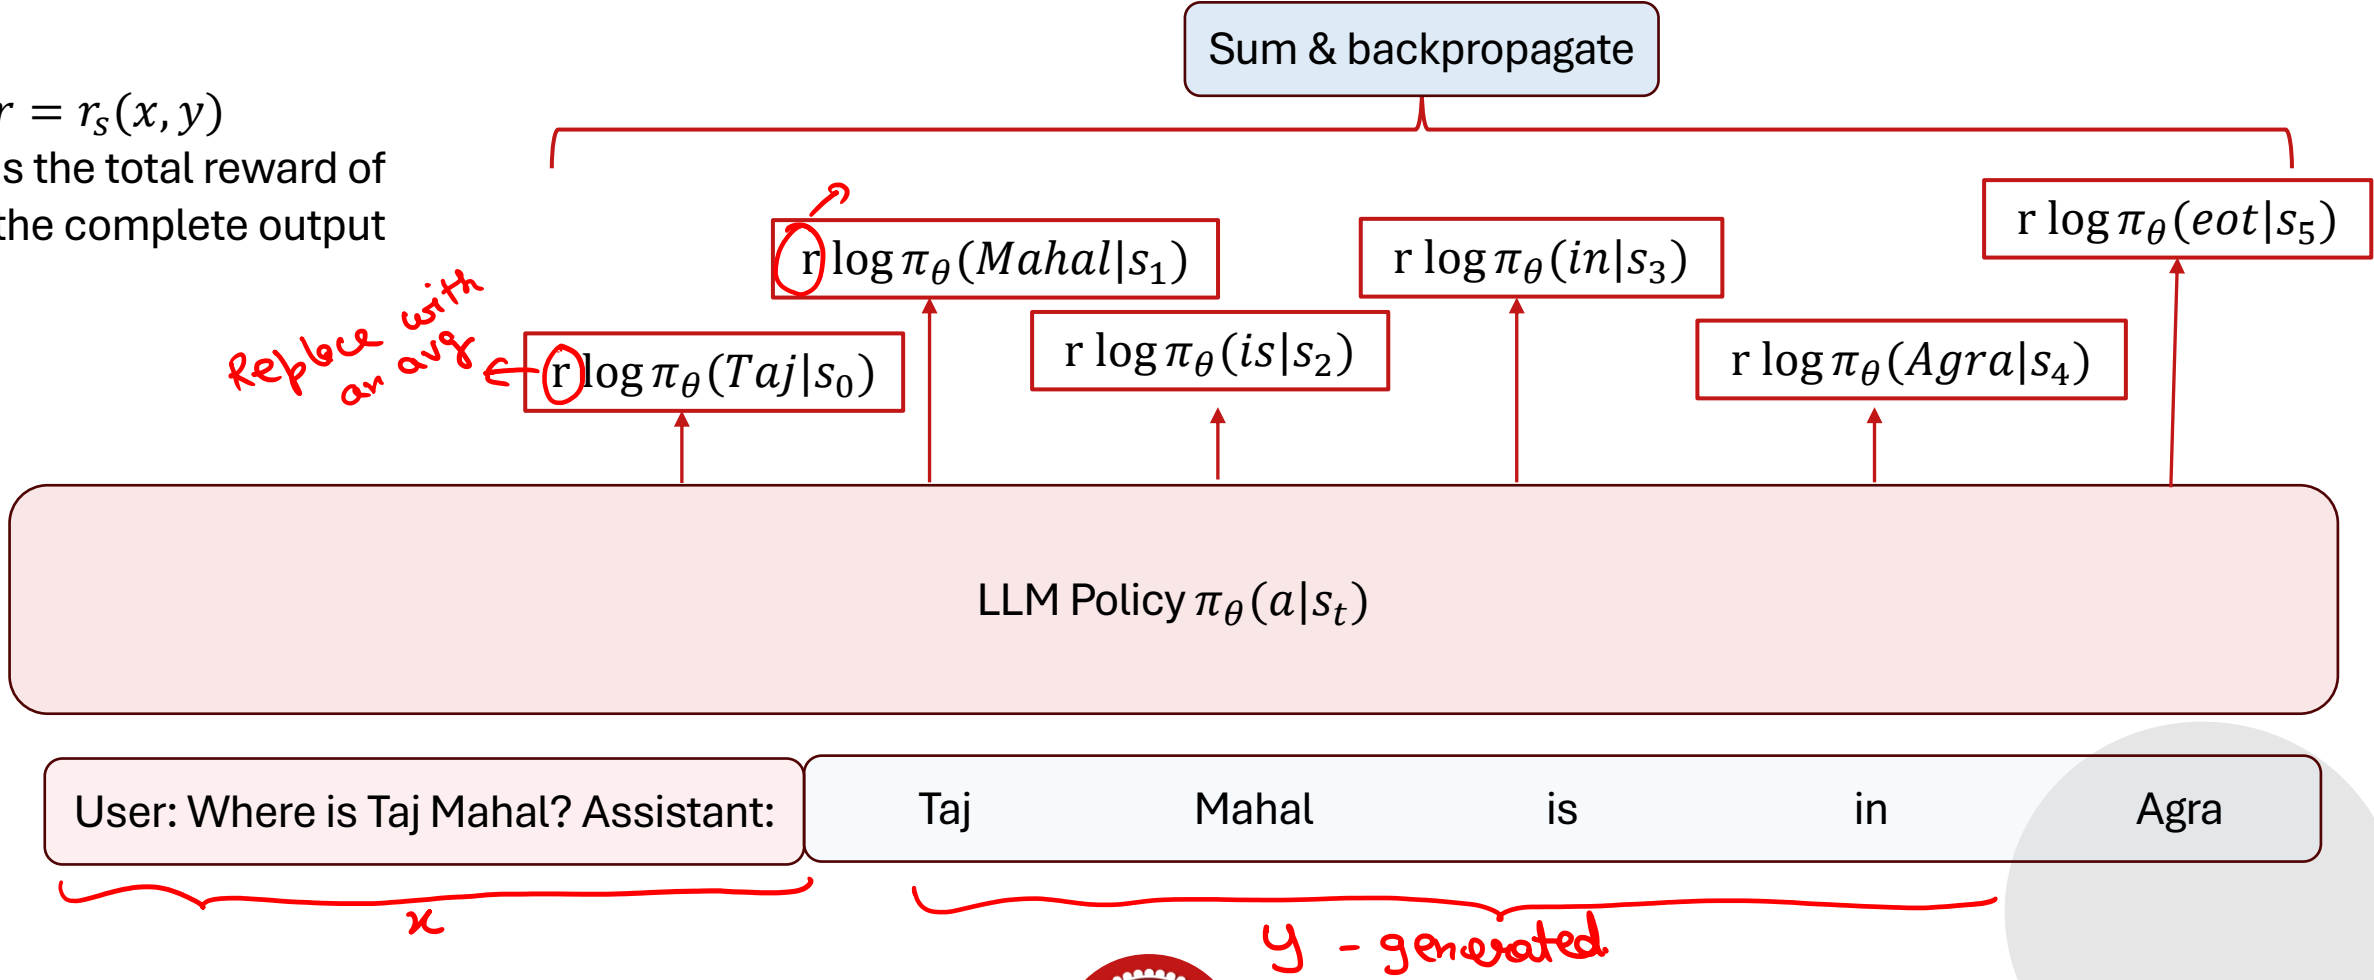 Sum & backpropagate
r = r_s(x, y)
s the total reward of
the complete output
r log π_θ(eot|s_5)
r log π_θ(Mahal|s_1)
r log π_θ(in|s_3)
Replace with
an avg
r log π_θ(Taj|s_0)
r log π_θ(is|s_2)
r log π_θ(Agra|s_4)
LLM Policy π_θ(a|s_t)
User: Where is Taj Mahal? Assistant: Taj Mahal is in Agra
x
y - generated